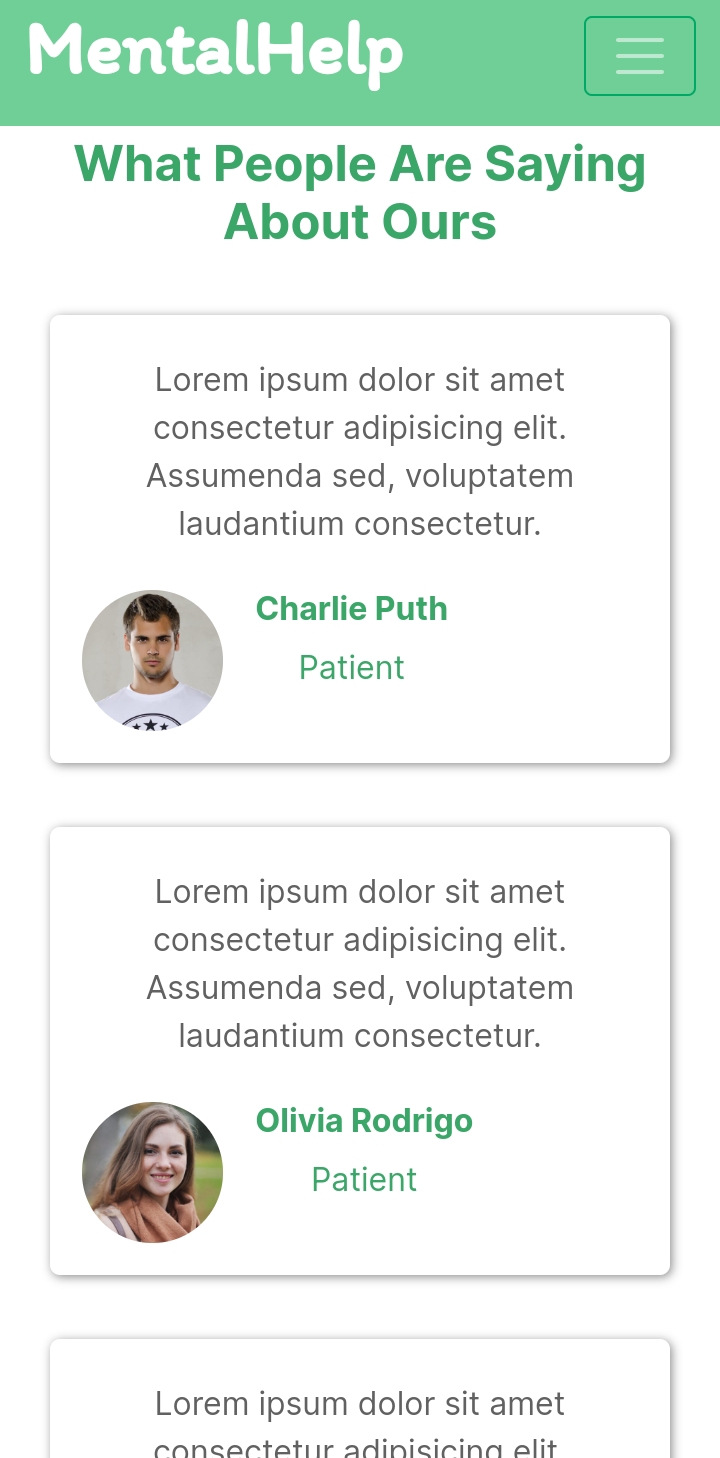 MentalHelp
What People Are Saying
About Ours
Lorem ipsum dolor sit amet
consectetur adipisicing elit.
Assumenda sed, voluptatem
laudantium consectetur.
Charlie Puth
Patient
Lorem ipsum dolor sit amet
consectetur adipisicing elit.
Assumenda sed, voluptatem
laudantium consectetur.
Olivia Rodrigo
Patient
Lorem ipsum dolor sit amet
consectetur adipisicing elit.